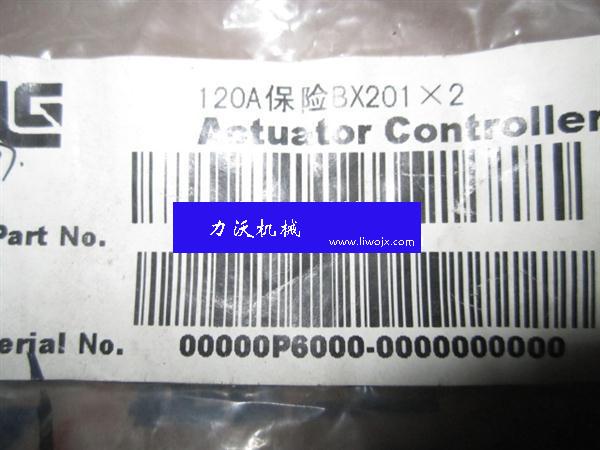 120A保险BX201×2
Actuator Controller
Part No.
力沃机械
www.liwojx.com
erial No. 00000P6000-0000000000